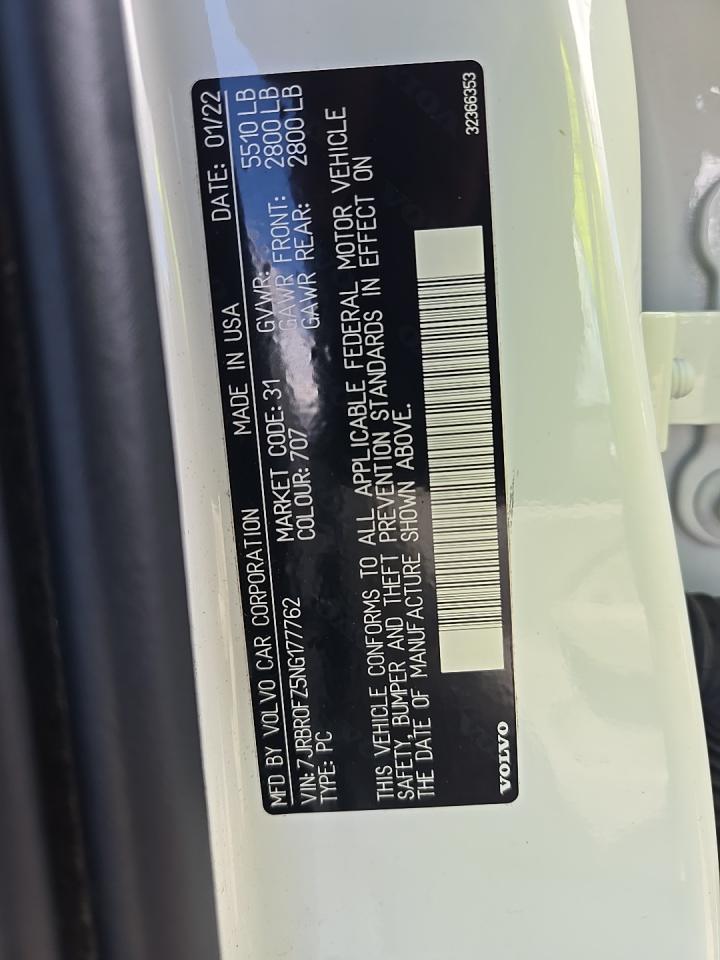 MFD BY VOLVO CAR CORPORATION MADE IN USA DATE: 01/22
VIN: 7JRBR0FZ5NG177762 MARKET CODE: 31 GVWR: 5510 LB
TYPE: PC COLOUR: 707 GAWR FRONT: 2800 LB
GAWR REAR: 2800 LB
THIS VEHICLE CONFORMS TO ALL APPLICABLE FEDERAL MOTOR VEHICLE
SAFETY, BUMPER AND THEFT PREVENTION STANDARDS IN EFFECT ON
THE DATE OF MANUFACTURE SHOWN ABOVE.
VOLVO 32366353